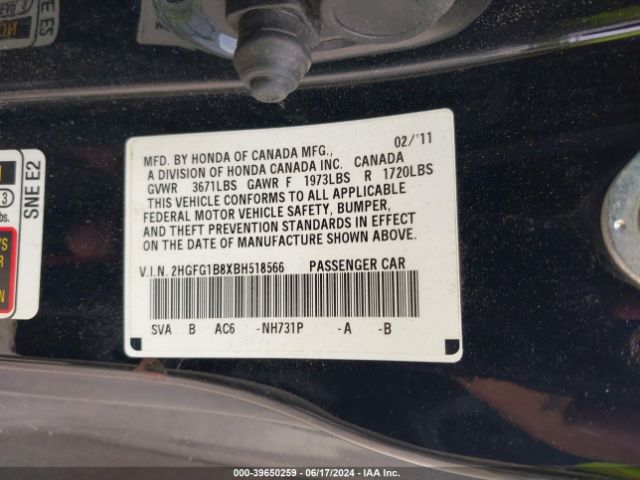 02/'11
MFD. BY HONDA OF CANADA MFG.,
A DIVISION OF HONDA CANADA INC. CANADA
GVWR 3671LBS GAWR F 1973LBS R 1720LBS
THIS VEHICLE CONFORMS TO ALL APPLICABLE
FEDERAL MOTOR VEHICLE SAFETY, BUMPER,
AND THEFT PREVENTION STANDARDS IN EFFECT
ON THE DATE OF MANUFACTURE SHOWN ABOVE.
V.I.N. 2HGFG1B8XBH518566 PASSENGER CAR
SVA B AC6 -NH731P -A -B
SNE E2
3
bs.
000-39650259 - 06/17/2024 - IAA Inc.